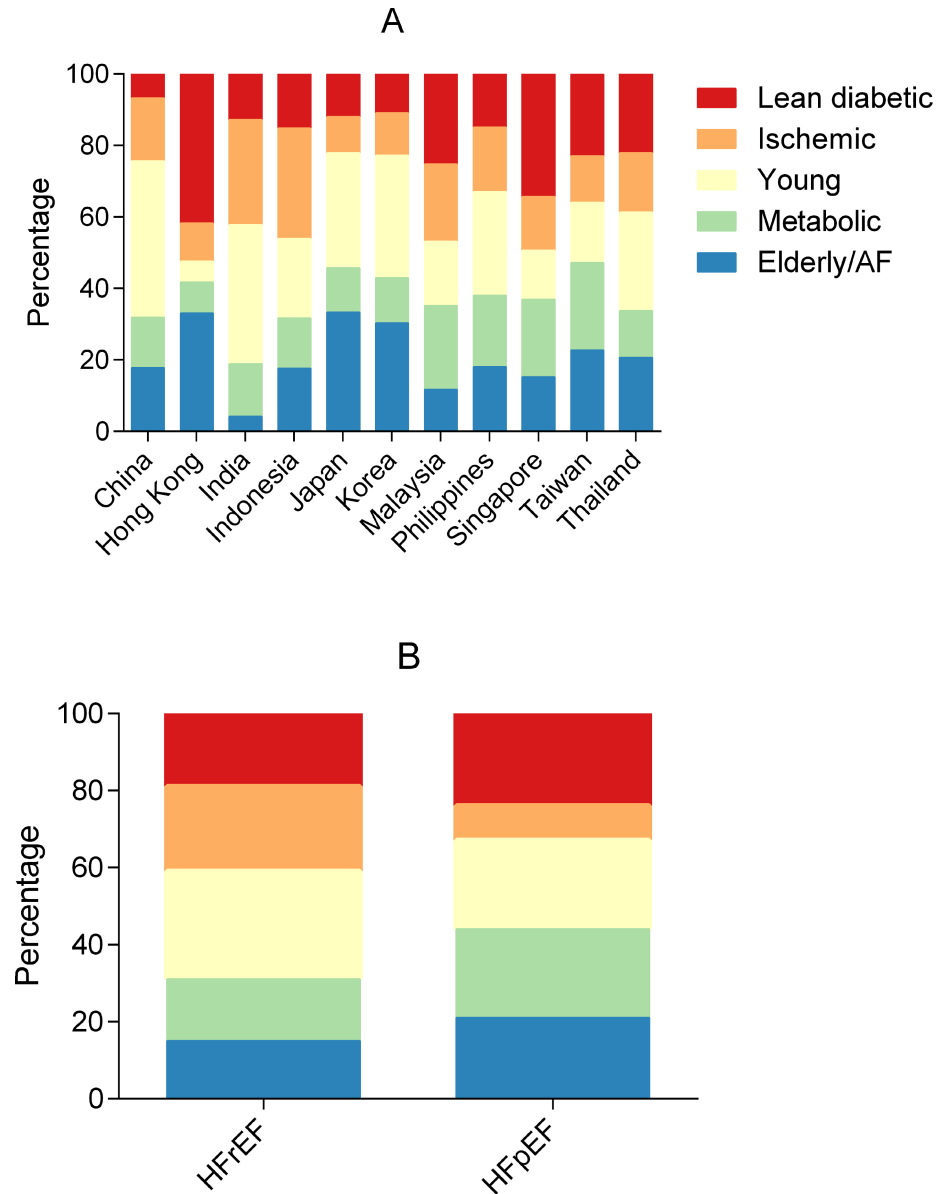 A
Percentage
100
80
60
40
20
0
China
Hong Kong
India
Indonesia
Japan
Korea
Malaysia
Philippines
Singapore
Taiwan
Thailand
Lean diabetic
Ischemic
Young
Metabolic
Elderly/AF
B
Percentage
100
80
60
40
20
0
HFrEF
HFpEF